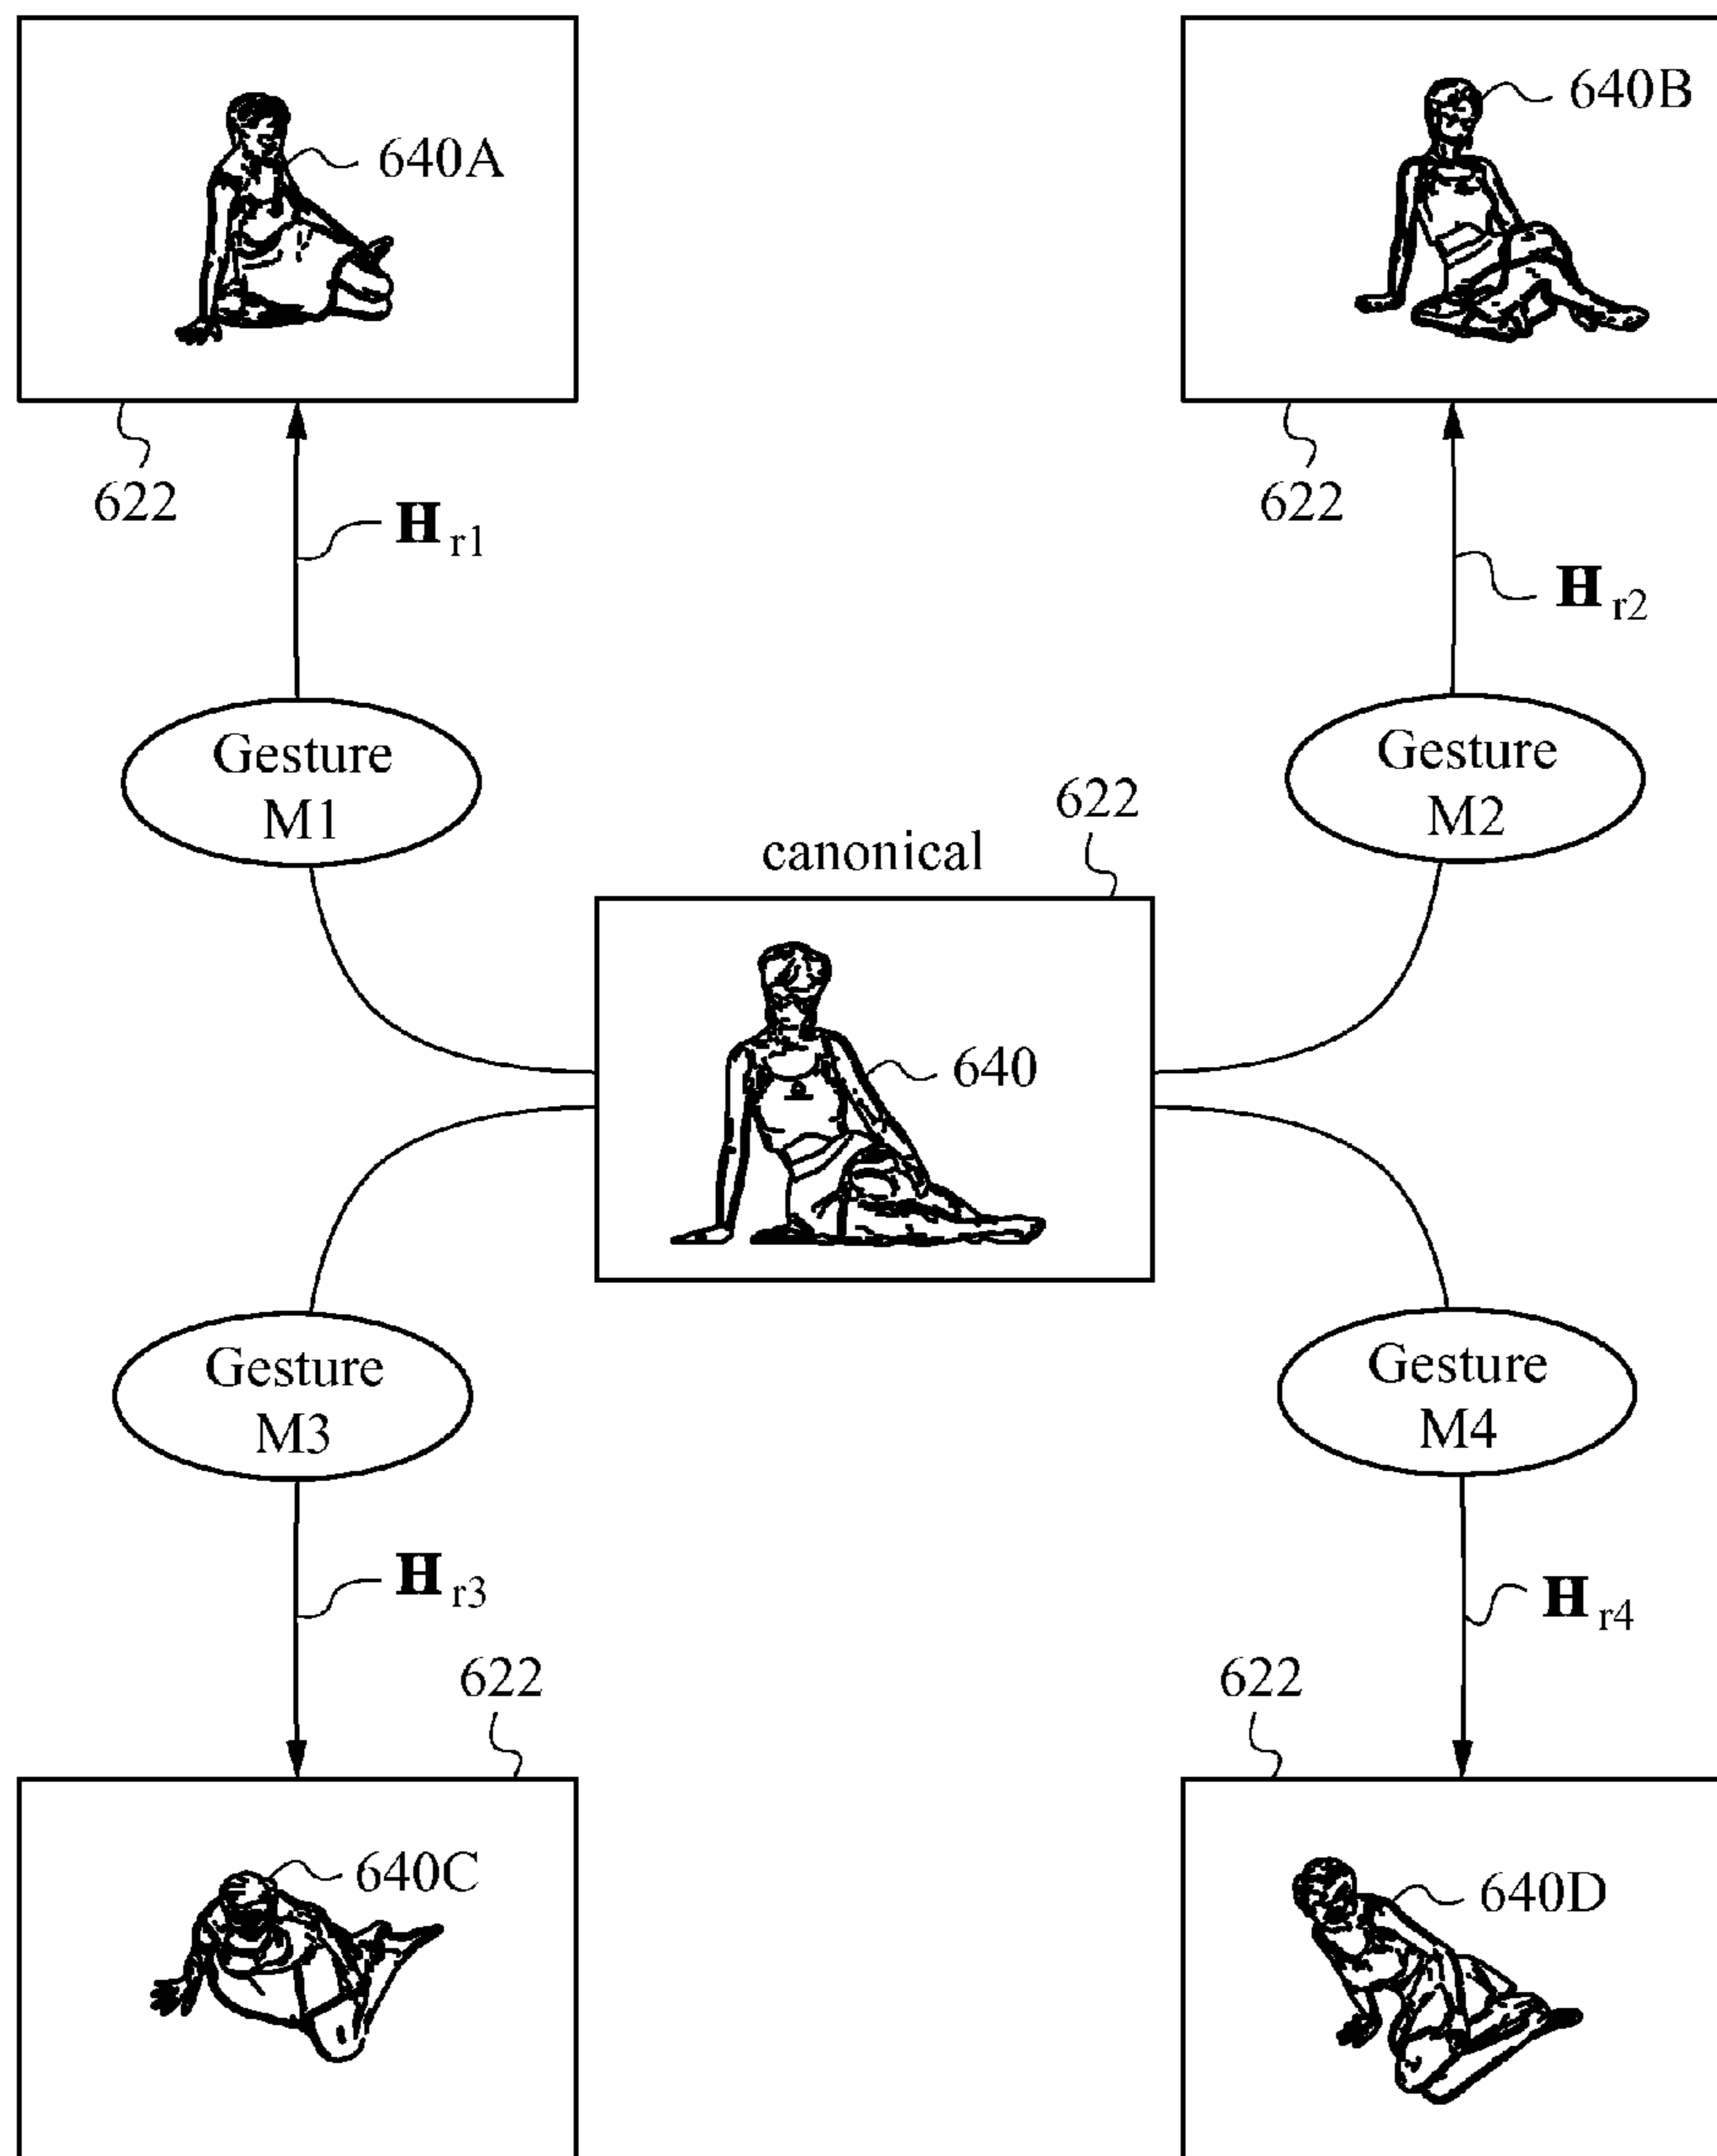 640A
640B
622
622
H r1
H r2
Gesture
M1
Gesture
M2
622
canonical
640
Gesture
M3
Gesture
M4
H r3
H r4
622
622
640C
640D